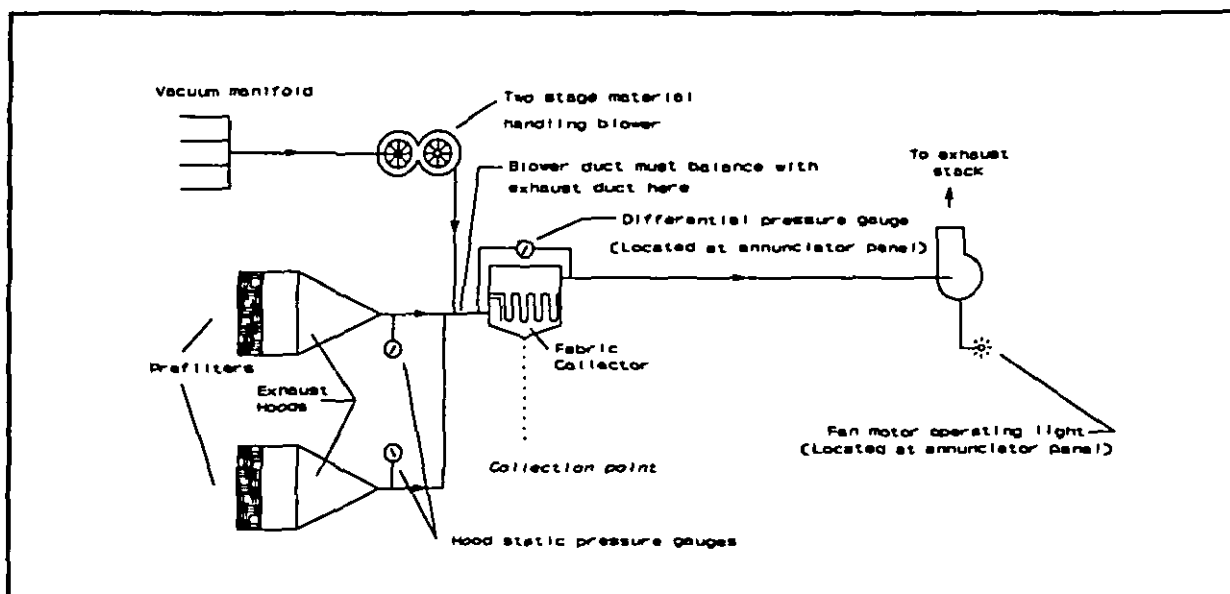 Vacuum manifold
Two stage material
handling blower
Blower duct must balance with
exhaust duct here
To exhaust
stack
Differential pressure gauge
(Located at annunciator panel)
Prefilters
Exhaust
Hoods
Fabric
Collector
Collection point
Hood static pressure gauges
Fan motor operating light
(Located at annunciator panel)